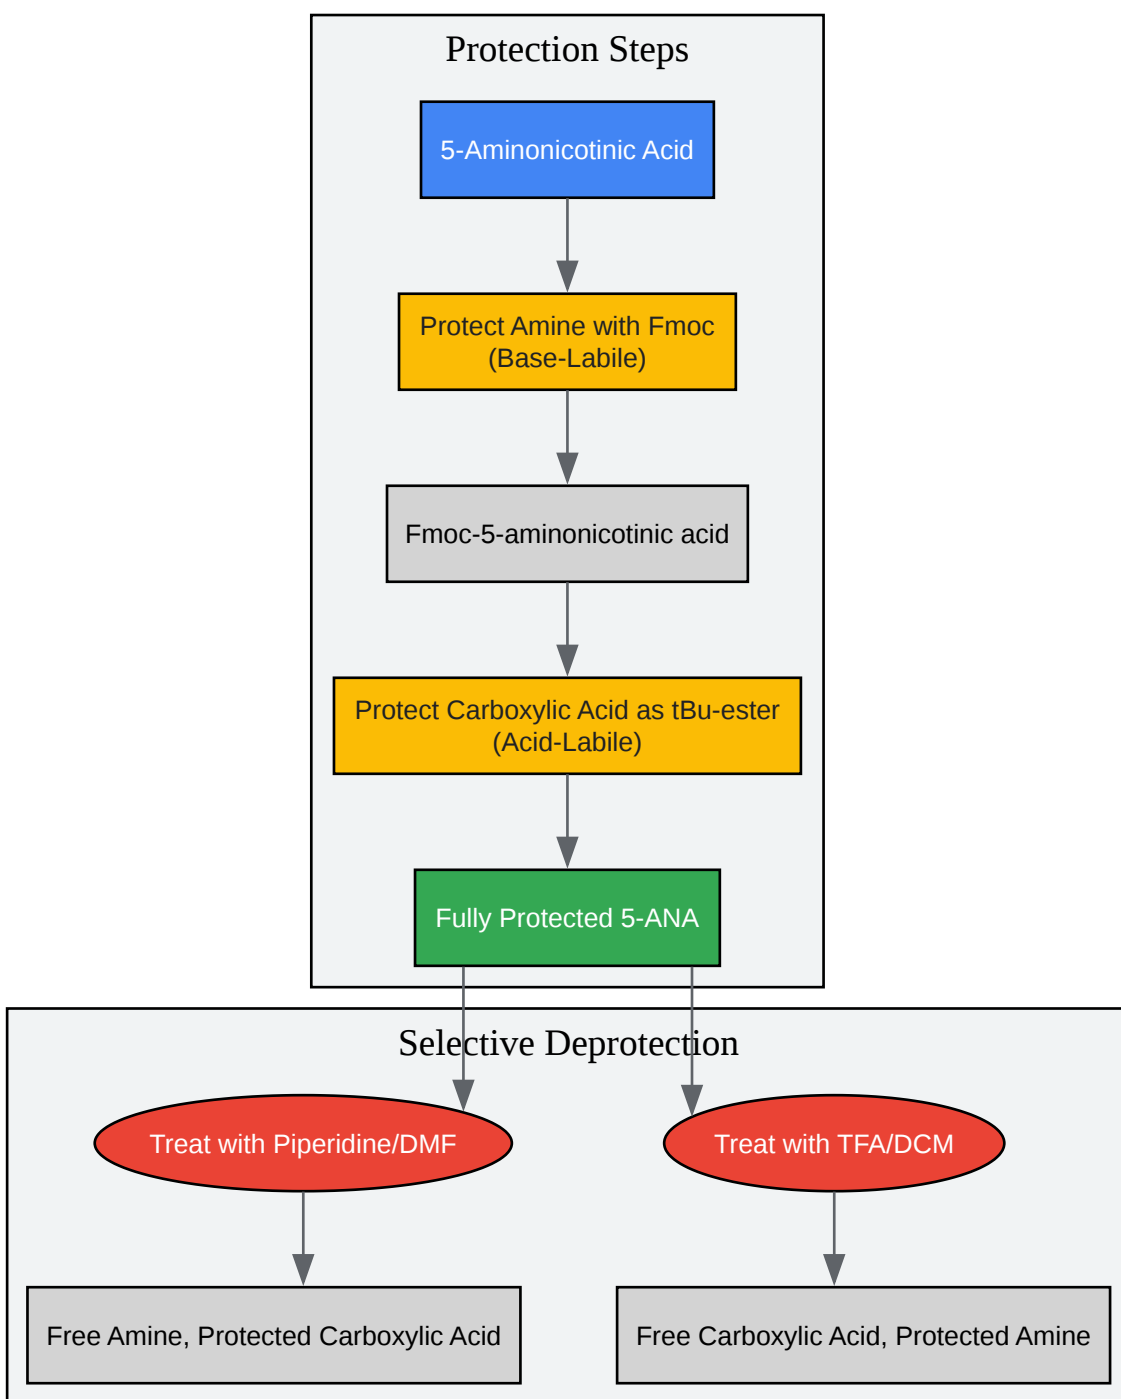 Protection Steps
5-Aminonicotinic Acid
Protect Amine with Fmoc
(Base-Labile)
Fmoc-5-aminonicotinic acid
Protect Carboxylic Acid as tBu-ester
(Acid-Labile)
Fully Protected 5-ANA
Selective Deprotection
Treat with Piperidine/DMF
Treat with TFA/DCM
Free Amine, Protected Carboxylic Acid
Free Carboxylic Acid, Protected Amine